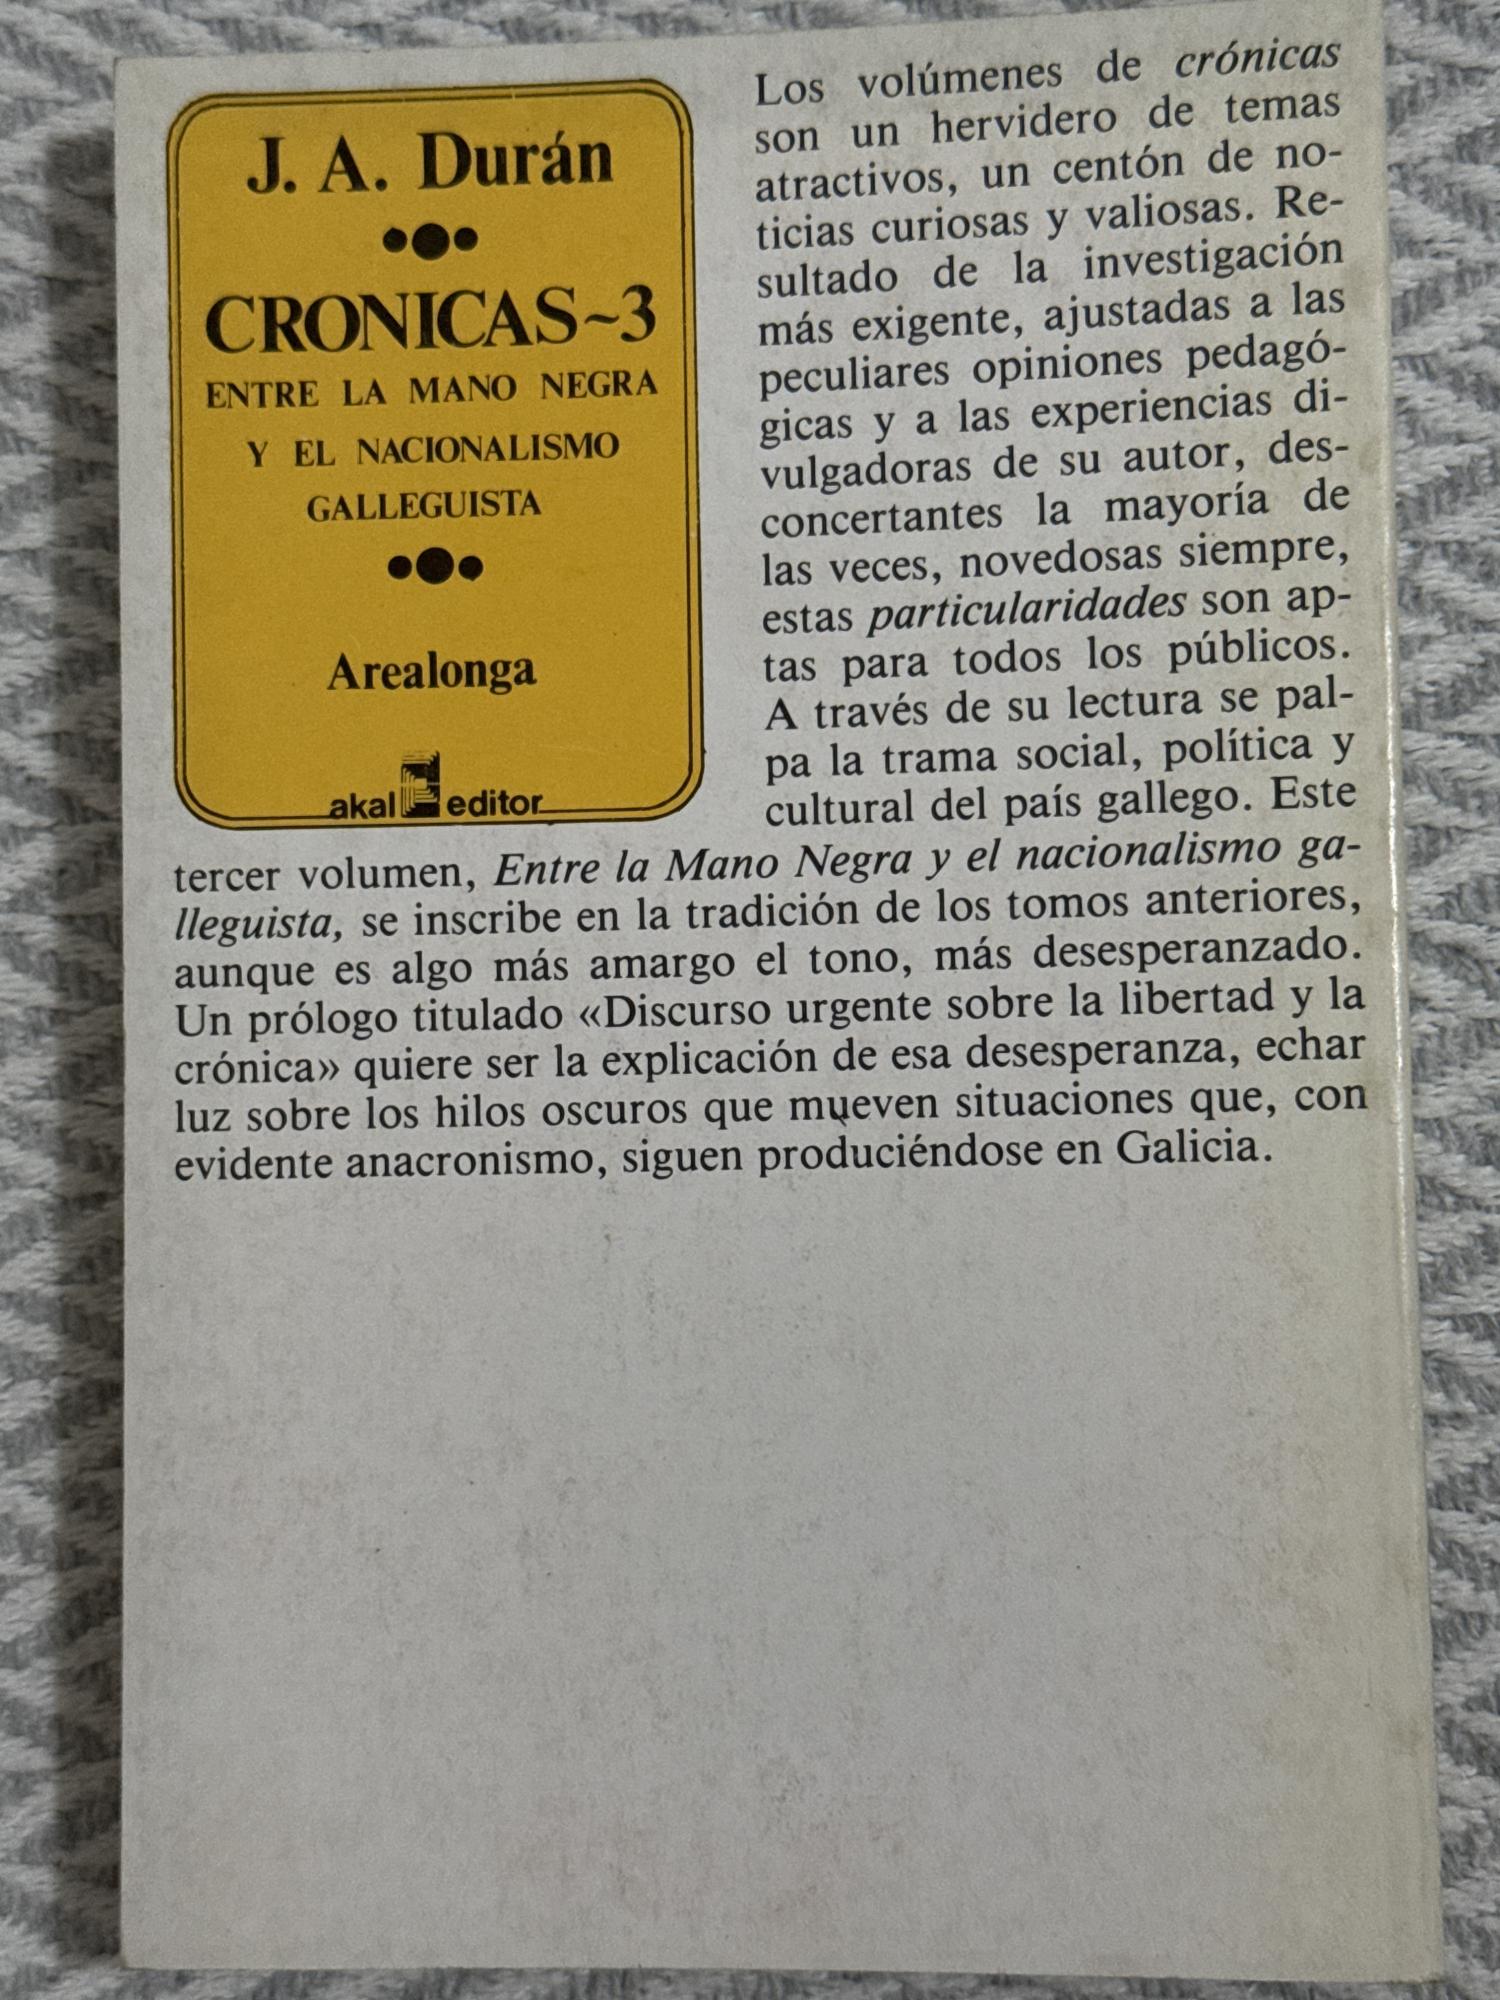 J. A. Durán
CRONICAS~3
ENTRE LA MANO NEGRA
Y EL NACIONALISMO
GALLEGUISTA
Arealonga
akal editor
Los volúmenes de crónicas
son un hervidero de temas
atractivos, un centón de no-
ticias curiosas y valiosas. Re-
sultado de la investigación
más exigente, ajustadas a las
peculiares opiniones pedagó-
gicas y a las experiencias di-
vulgadoras de su autor, des-
concertantes la mayoría de
las veces, novedosas siempre,
estas particularidades son ap-
tas para todos los públicos.
A través de su lectura se pal-
pa la trama social, política y
cultural del país gallego. Este
tercer volumen, Entre la Mano Negra y el nacionalismo ga-
lleguista, se inscribe en la tradición de los tomos anteriores,
aunque es algo más amargo el tono, más desesperanzado.
Un prólogo titulado «Discurso urgente sobre la libertad y la
crónica» quiere ser la explicación de esa desesperanza, echar
luz sobre los hilos oscuros que mueven situaciones que, con
evidente anacronismo, siguen produciéndose en Galicia.